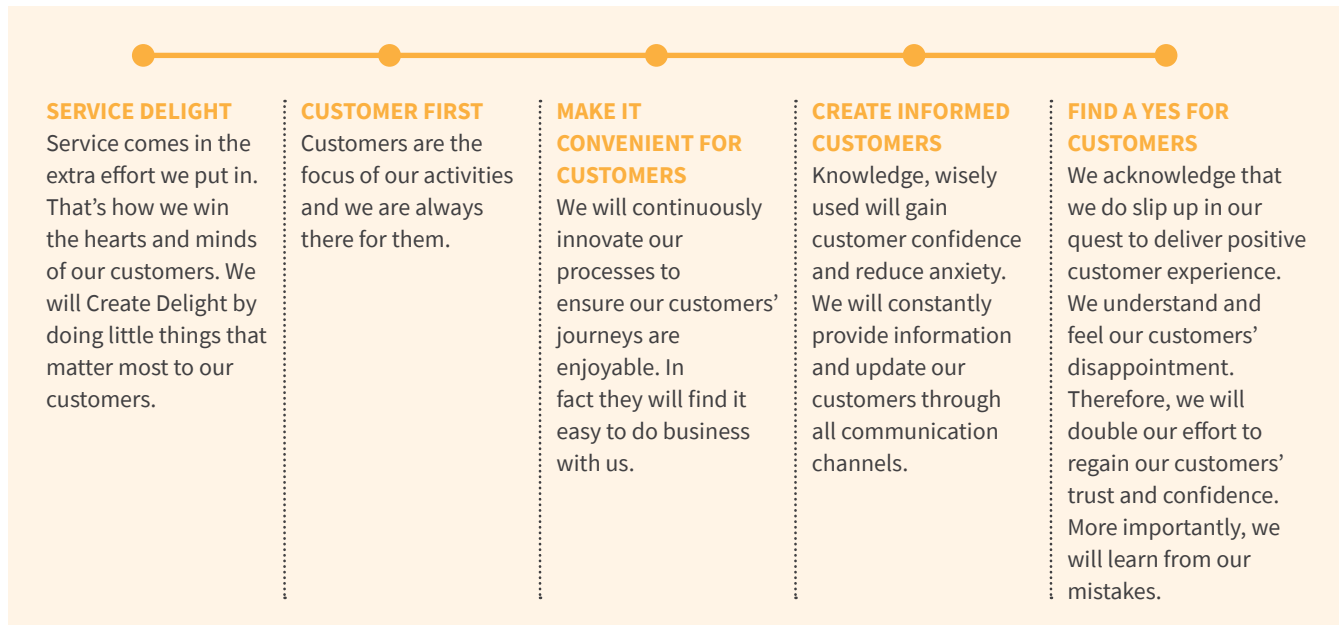 SERVICE DELIGHT
Service comes in the
extra effort we put in.
That’s how we win
the hearts and minds
of our customers. We
will Create Delight by
doing little things that
matter most to our
customers.
CUSTOMER FIRST
Customers are the
focus of our activities
and we are always
there for them.
MAKE IT
CONVENIENT FOR
CUSTOMERS
We will continuously
innovate our
processes to
ensure our customers’
journeys are
enjoyable. In
fact they will find it
easy to do business
with us.
CREATE INFORMED
CUSTOMERS
Knowledge, wisely
used will gain
customer confidence
and reduce anxiety.
We will constantly
provide information
and update our
customers through
all communication
channels.
FIND A YES FOR
CUSTOMERS
We acknowledge that
we do slip up in our
quest to deliver positive
customer experience.
We understand and
feel our customers’
disappointment.
Therefore, we will
double our effort to
regain our customers’
trust and confidence.
More importantly, we
will learn from our
mistakes.